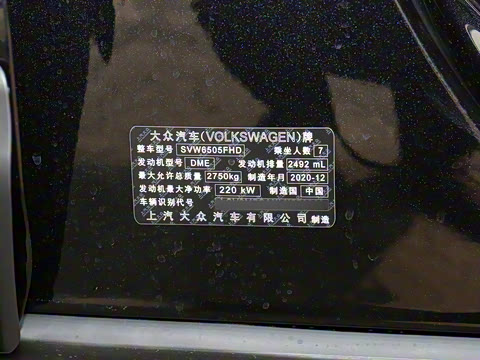 大众汽车(VOLKSWAGEN)牌
整车型号 SVW6505FHD 乘坐人数 7
发动机型号 DME 发动机排量 2492 mL
最大允许总质量 2750kg 制造年月 2020-12
发动机最大净功率 220 kW 制造国 中国
车辆识别代号
上汽大众汽车有限公司 制造